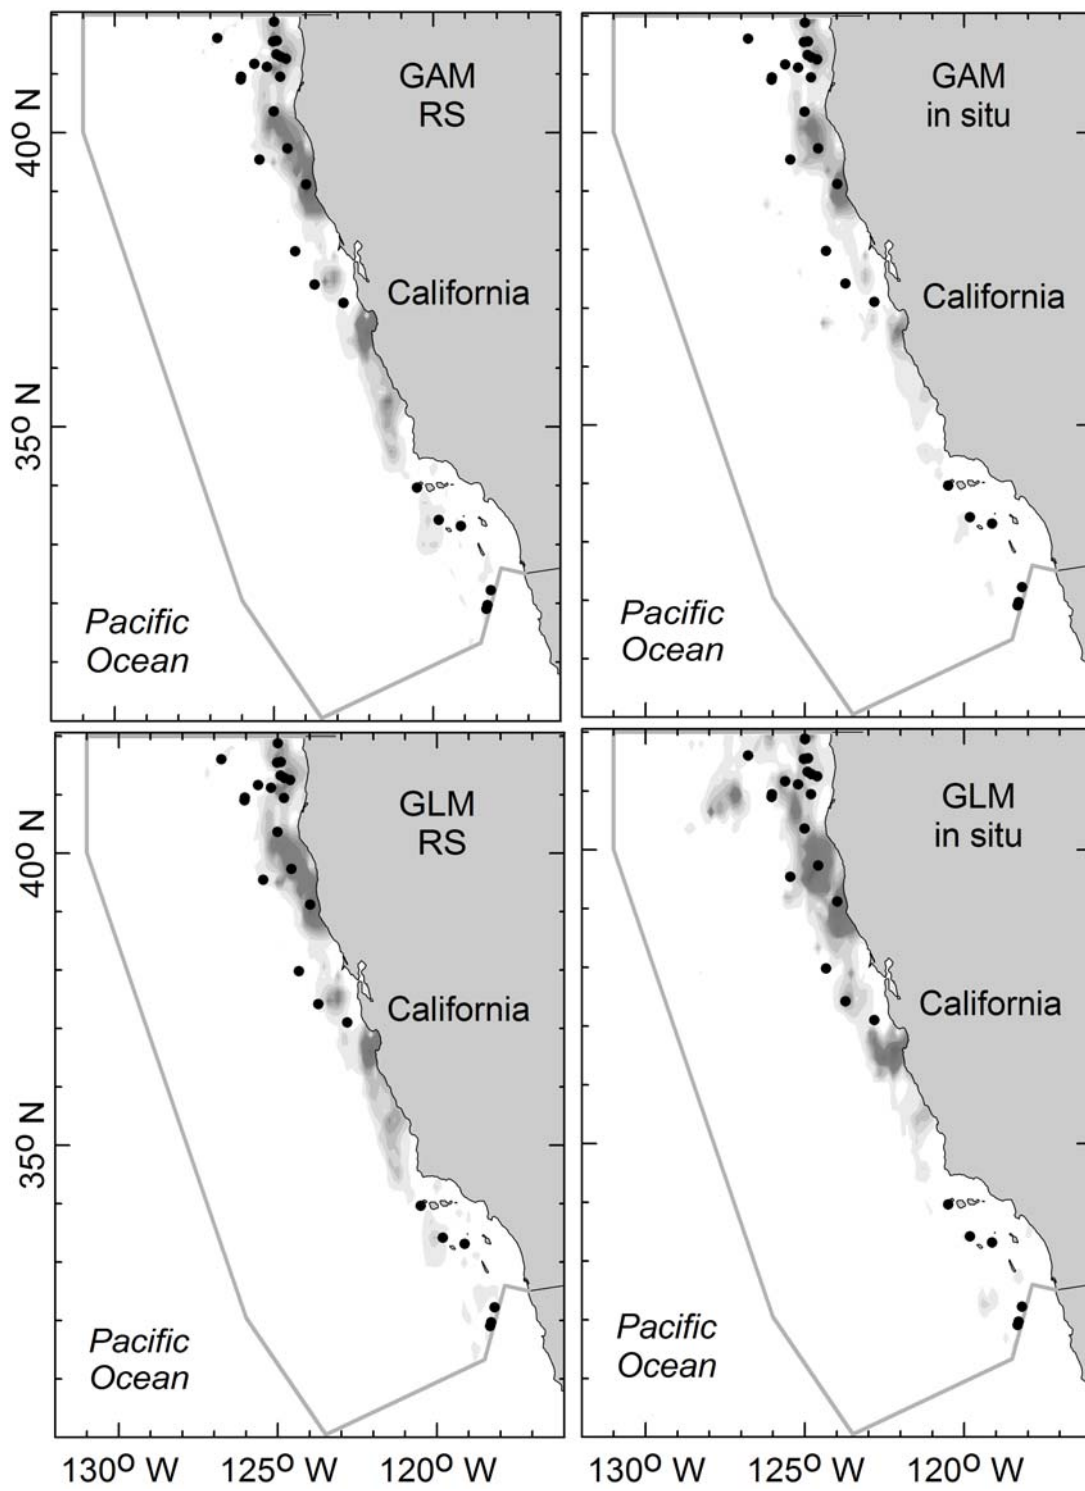 GAM
RS
40° N
California
35° N
Pacific
Ocean
GAM
in situ
California
Pacific
Ocean
GLM
RS
40° N
California
35° N
Pacific
Ocean
130° W
125° W
120° W
GLM
in situ
California
Pacific
Ocean
130° W
125° W
120° W